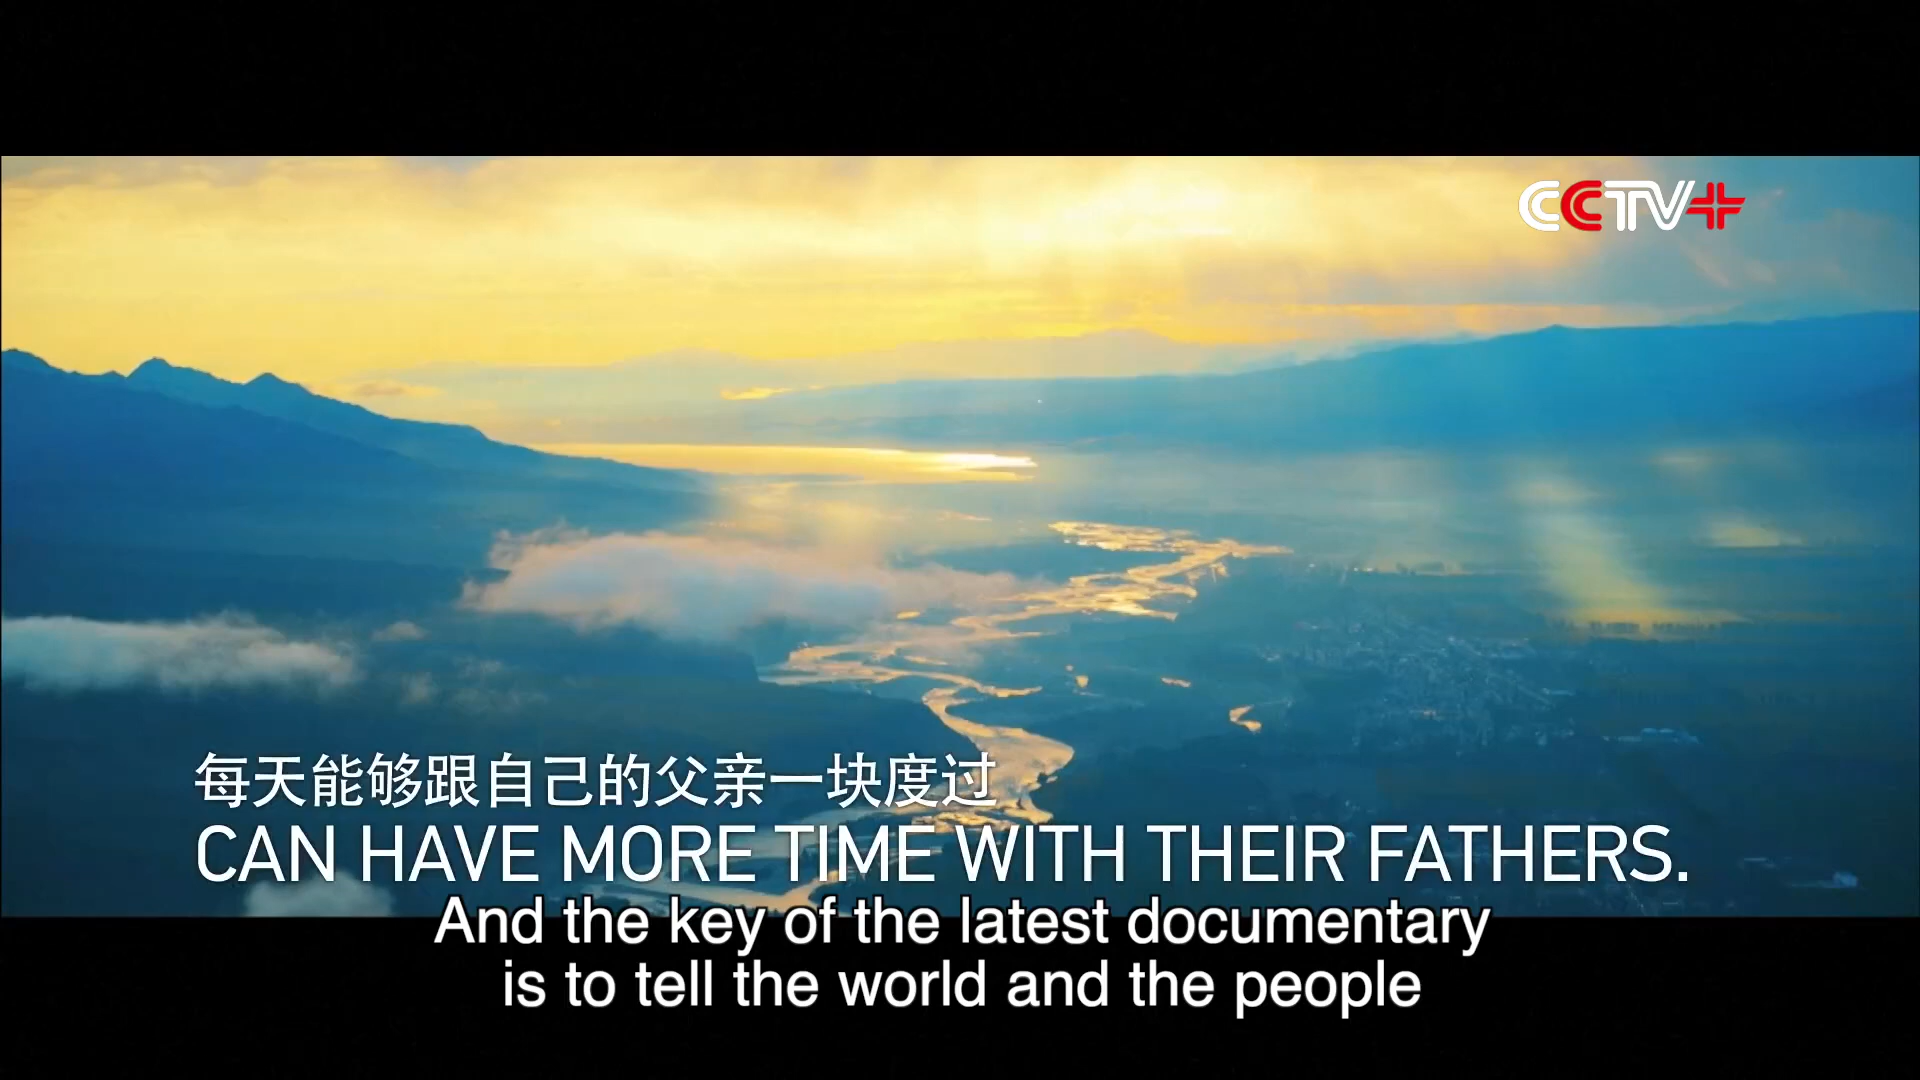 CCTV+
每天能够跟自己的父亲一块度过
CAN HAVE MORE TIME WITH THEIR FATHERS.
And the key of the latest documentary
is to tell the world and the people